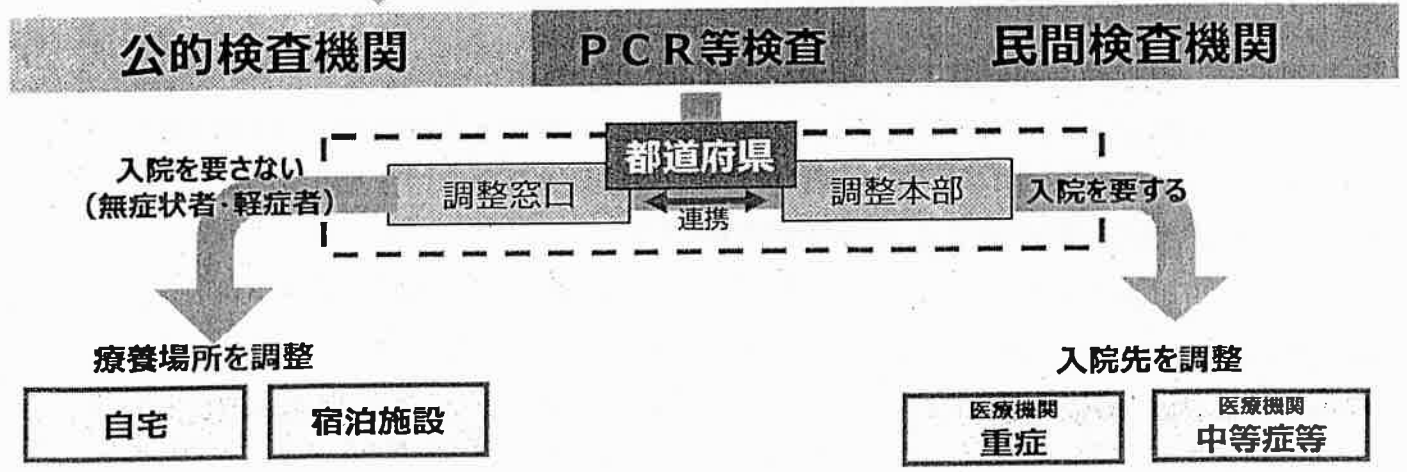 公的検査機関
PCR等検査
民間検査機関
都道府県
入院を要さない
(無症状者・軽症者)
調整窓口
連携
調整本部
入院を要する
療養場所を調整
自宅
宿泊施設
入院先を調整
医療機関
重症
医療機関
中等症等